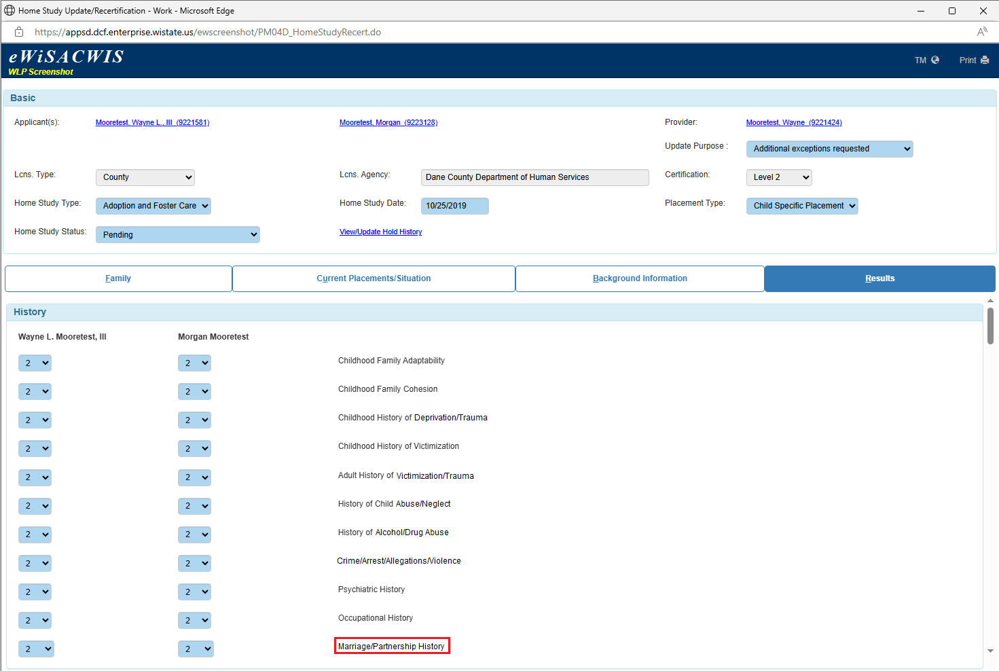 Home Study Update/Recertification - Work - Microsoft Edge
https://appsd.dcf.enterprise.wistate.us/ewscreenshot/PM04D_HomeStudyRecert.do
eWiSACWIS
WLP Screenshot
TM Print
Basic
Applicant(s): Mooretest, Wayne L., III (9221581) Mooretest, Morgan (9223128) Provider: Mooretest, Wayne (9221424)
Update Purpose : Additional exceptions requested
Lcns. Type: County Lcns. Agency: Dane County Department of Human Services Certification: Level 2
Home Study Type: Adoption and Foster Care Home Study Date: 10/25/2019 Placement Type: Child Specific Placement
Home Study Status: Pending View/Update Hold History
Family Current Placements/Situation Background Information Results
History
Wayne L. Mooretest, III Morgan Mooretest
2 2 Childhood Family Adaptability
2 2 Childhood Family Cohesion
2 2 Childhood History of Deprivation/Trauma
2 2 Childhood History of Victimization
2 2 Adult History of Victimization/Trauma
2 2 History of Child Abuse/Neglect
2 2 History of Alcohol/Drug Abuse
2 2 Crime/Arrest/Allegations/Violence
2 2 Psychiatric History
2 2 Occupational History
2 2 Marriage/Partnership History